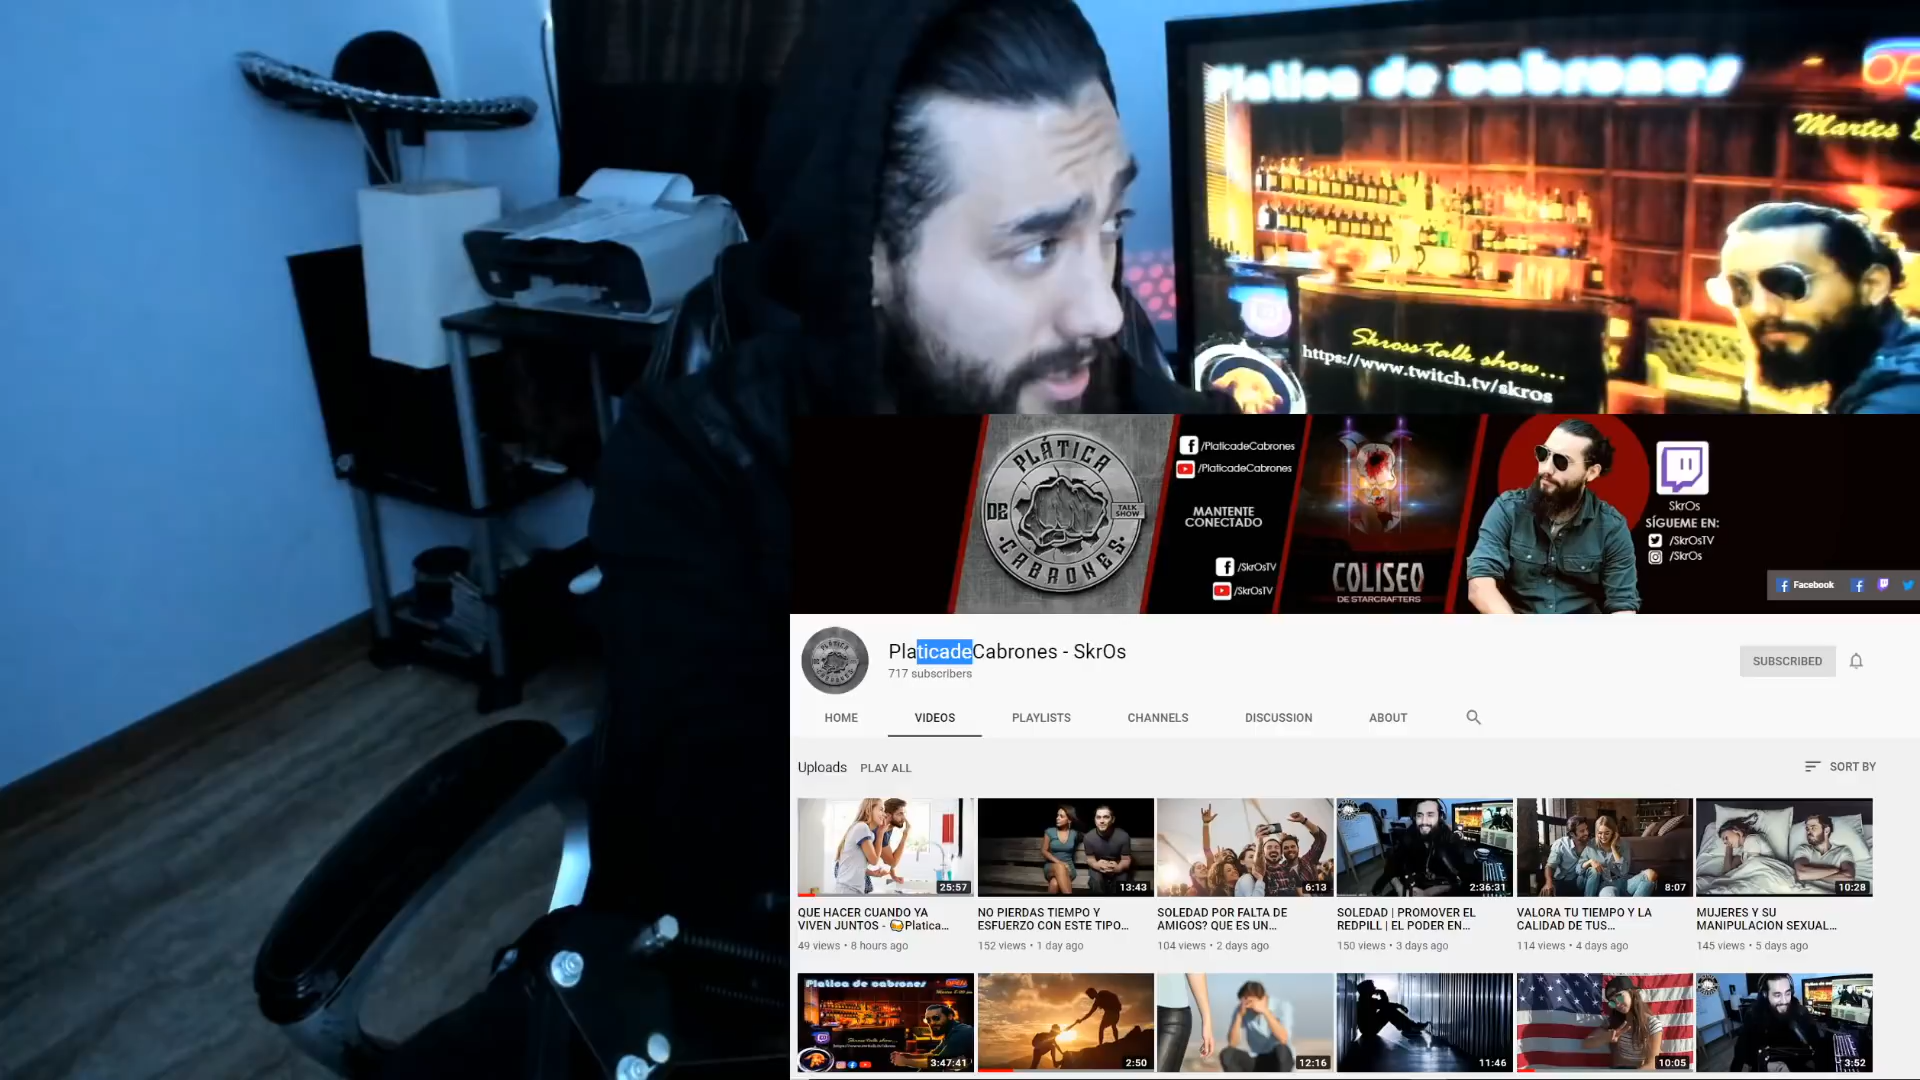 Platica de cabrones
Martes
Skross talk show...
https://www.twitch.tv/skros
PLÁTICA
DE
TALK SHOW
CABRONES
/PlaticadeCabrones
/PlaticadeCabrones
MANTENTE
CONECTADO
/SkrOsTV
/SkrOsTV
COLISEO
DE STARCRAFTERS
SkrOs
SÍGUEME EN:
/SkrOsTV
/SkrOs
Facebook
PlaticadeCabrones - SkrOs
717 subscribers
SUBSCRIBED
HOME VIDEOS PLAYLISTS CHANNELS DISCUSSION ABOUT
Uploads PLAY ALL
SORT BY
25:57 13:43 6:13 2:36:31 8:07 10:28
QUE HACER CUANDO YA
VIVEN JUNTOS - 🍻Platica...
49 views • 8 hours ago
NO PIERDAS TIEMPO Y
ESFUERZO CON ESTE TIPO...
152 views • 1 day ago
SOLEDAD POR FALTA DE
AMIGOS? QUE ES UN...
104 views • 2 days ago
SOLEDAD | PROMOVER EL
REDPILL | EL PODER EN...
150 views • 3 days ago
VALORA TU TIEMPO Y LA
CALIDAD DE TUS...
114 views • 4 days ago
MUJERES Y SU
MANIPULACION SEXUAL...
145 views • 5 days ago
Platica de cabrones
OPEN
Skross talk show...
3:47:41 2:50 12:16 11:46 10:05 3:52